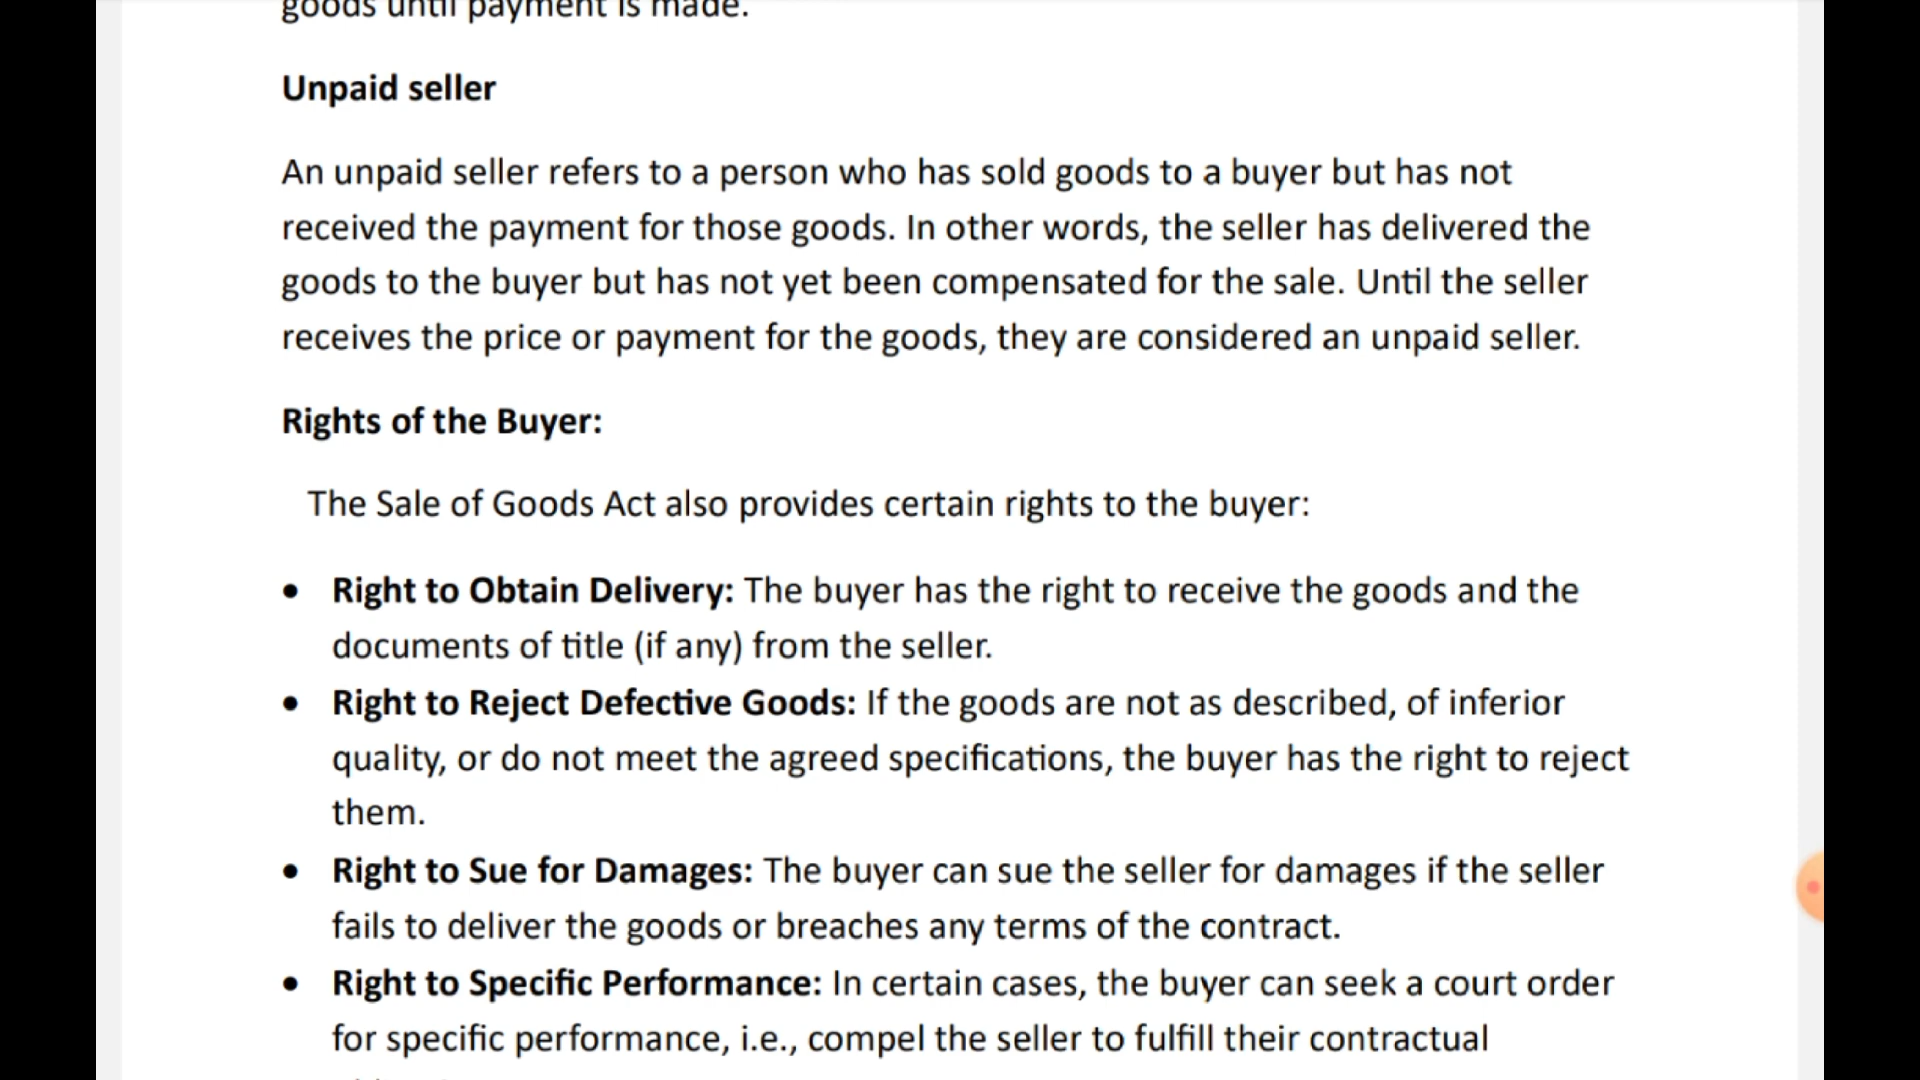 goods until payment is made.
Unpaid seller
An unpaid seller refers to a person who has sold goods to a buyer but has not
received the payment for those goods. In other words, the seller has delivered the
goods to the buyer but has not yet been compensated for the sale. Until the seller
receives the price or payment for the goods, they are considered an unpaid seller.
Rights of the Buyer:
The Sale of Goods Act also provides certain rights to the buyer:
• Right to Obtain Delivery: The buyer has the right to receive the goods and the
documents of title (if any) from the seller.
• Right to Reject Defective Goods: If the goods are not as described, of inferior
quality, or do not meet the agreed specifications, the buyer has the right to reject
them.
• Right to Sue for Damages: The buyer can sue the seller for damages if the seller
fails to deliver the goods or breaches any terms of the contract.
• Right to Specific Performance: In certain cases, the buyer can seek a court order
for specific performance, i.e., compel the seller to fulfill their contractual